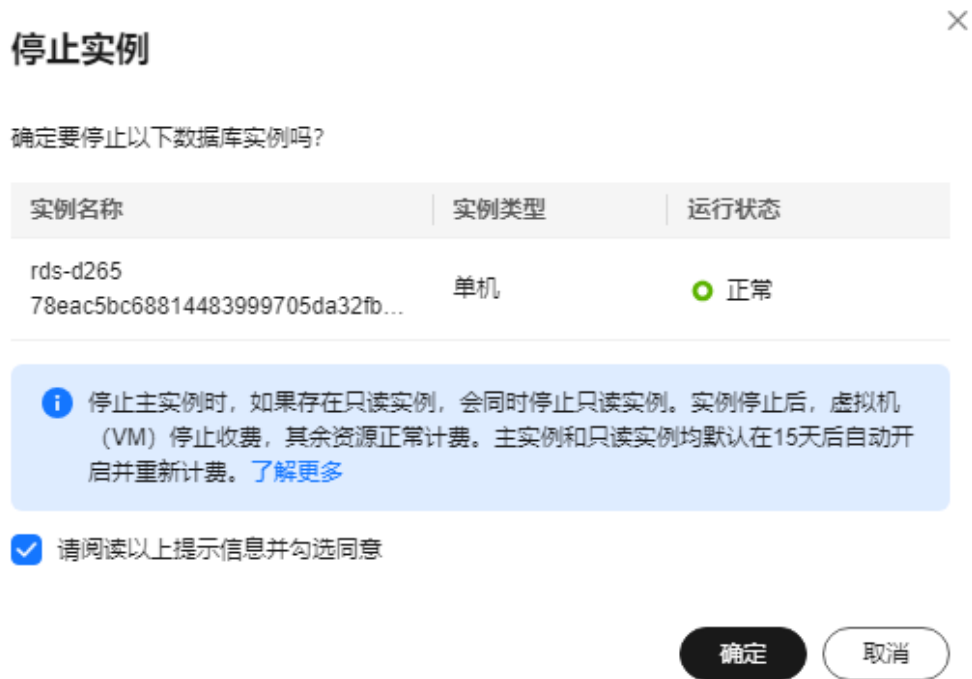 停止实例
确定要停止以下数据库实例吗?
实例名称 实例类型 运行状态
rds-d265
78eac5bc68814483999705da32fb...
单机 正常
停止主实例时，如果存在只读实例，会同时停止只读实例。实例停止后，虚拟机
（VM）停止收费，其余资源正常计费。主实例和只读实例均默认在15天后自动开
启并重新计费。了解更多
请阅读以上提示信息并勾选同意
确定 取消